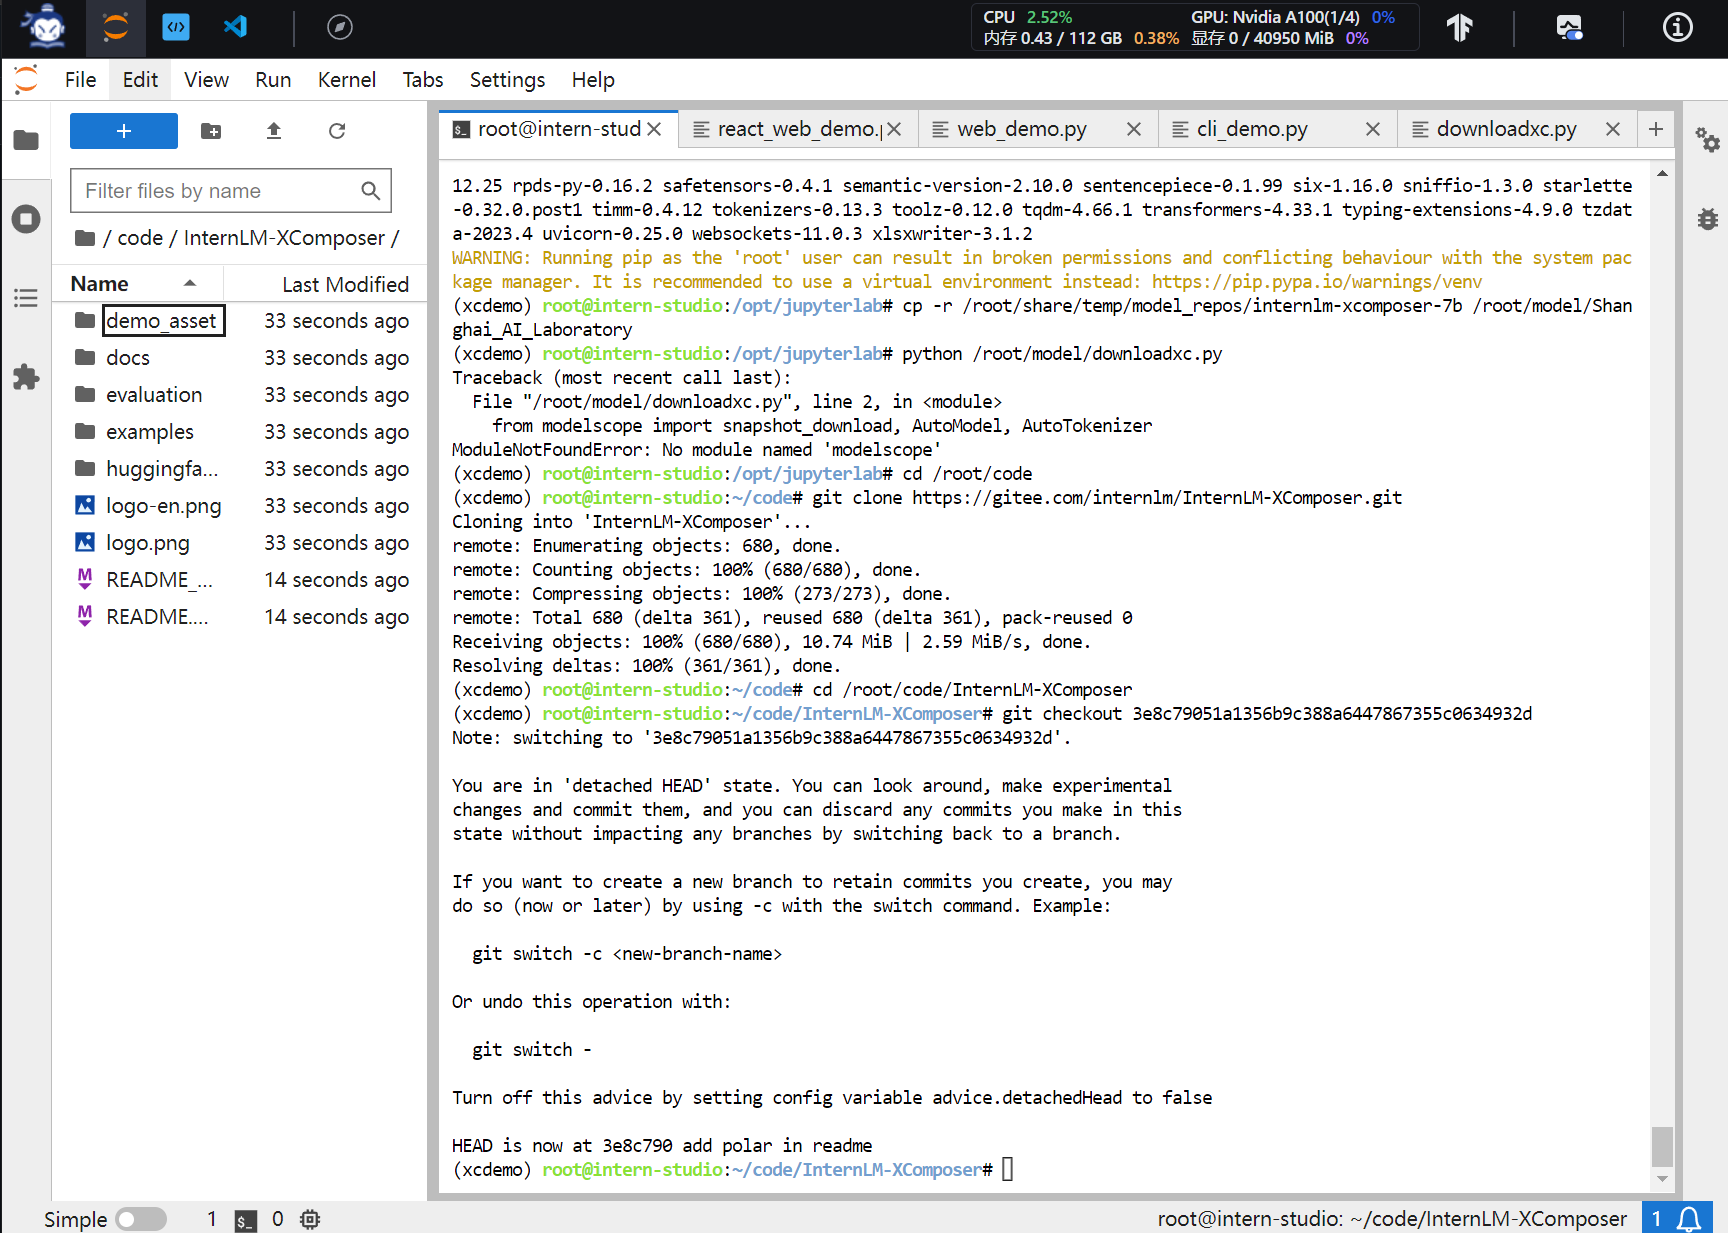 CPU 2.52% GPU: Nvidia A100(1/4) 0%
内存 0.43 / 112 GB 0.38% 显存 0 / 40950 MiB 0%
File Edit View Run Kernel Tabs Settings Help
root@intern-stud react_web_demo. web_demo.py cli_demo.py downloadxc.py
Filter files by name
/ code / InternLM-XComposer /
Name Last Modified
demo_asset 33 seconds ago
docs 33 seconds ago
evaluation 33 seconds ago
examples 33 seconds ago
huggingfa... 33 seconds ago
logo-en.png 33 seconds ago
logo.png 33 seconds ago
README_... 14 seconds ago
README.... 14 seconds ago
12.25 rpds-py-0.16.2 safetensors-0.4.1 semantic-version-2.10.0 sentencepiece-0.1.99 six-1.16.0 sniffio-1.3.0 starlette
-0.32.0.post1 timm-0.4.12 tokenizers-0.13.3 toolz-0.12.0 tqdm-4.66.1 transformers-4.33.1 typing-extensions-4.9.0 tzdat
a-2023.4 uvicorn-0.25.0 websockets-11.0.3 xlsxwriter-3.1.2
WARNING: Running pip as the 'root' user can result in broken permissions and conflicting behaviour with the system pac
kage manager. It is recommended to use a virtual environment instead: https://pip.pypa.io/warnings/venv
(xcdemo) root@intern-studio:/opt/jupyterlab# cp -r /root/share/temp/model_repos/internlm-xcomposer-7b /root/model/Shan
ghai_AI_Laboratory
(xcdemo) root@intern-studio:/opt/jupyterlab# python /root/model/downloadxc.py
Traceback (most recent call last):
File "/root/model/downloadxc.py", line 2, in <module>
from modelscope import snapshot_download, AutoModel, AutoTokenizer
ModuleNotFoundError: No module named 'modelscope'
(xcdemo) root@intern-studio:/opt/jupyterlab# cd /root/code
(xcdemo) root@intern-studio:~/code# git clone https://gitee.com/internlm/InternLM-XComposer.git
Cloning into 'InternLM-XComposer'...
remote: Enumerating objects: 680, done.
remote: Counting objects: 100% (680/680), done.
remote: Compressing objects: 100% (273/273), done.
remote: Total 680 (delta 361), reused 680 (delta 361), pack-reused 0
Receiving objects: 100% (680/680), 10.74 MiB | 2.59 MiB/s, done.
Resolving deltas: 100% (361/361), done.
(xcdemo) root@intern-studio:~/code# cd /root/code/InternLM-XComposer
(xcdemo) root@intern-studio:~/code/InternLM-XComposer# git checkout 3e8c79051a1356b9c388a6447867355c0634932d
Note: switching to '3e8c79051a1356b9c388a6447867355c0634932d'.
You are in 'detached HEAD' state. You can look around, make experimental
changes and commit them, and you can discard any commits you make in this
state without impacting any branches by switching back to a branch.
If you want to create a new branch to retain commits you create, you may
do so (now or later) by using -c with the switch command. Example:
git switch -c <new-branch-name>
Or undo this operation with:
git switch -
Turn off this advice by setting config variable advice.detachedHead to false
HEAD is now at 3e8c790 add polar in readme
(xcdemo) root@intern-studio:~/code/InternLM-XComposer#
Simple 1 0 root@intern-studio: ~/code/InternLM-XComposer 1